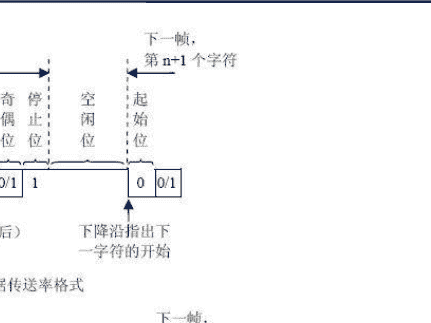 下一帧，
第 n+1 个字符
奇偶位
停止位
空闲位
起始位
0/1 1 0 0/1
后） 下降沿指出下
一字符的开始
据传送率格式
下一帧，